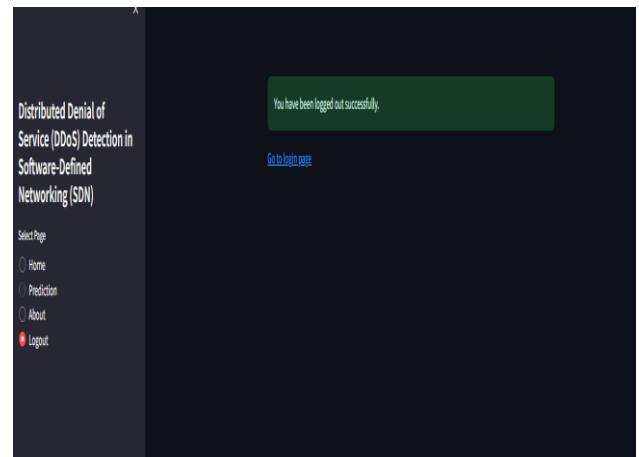 X
Distributed Denial of
Service (DDoS) Detection in
Software-Defined
Networking (SDN)
Select Page
Home
Prediction
About
Logout
You have been logged out successfully.
Go to login page